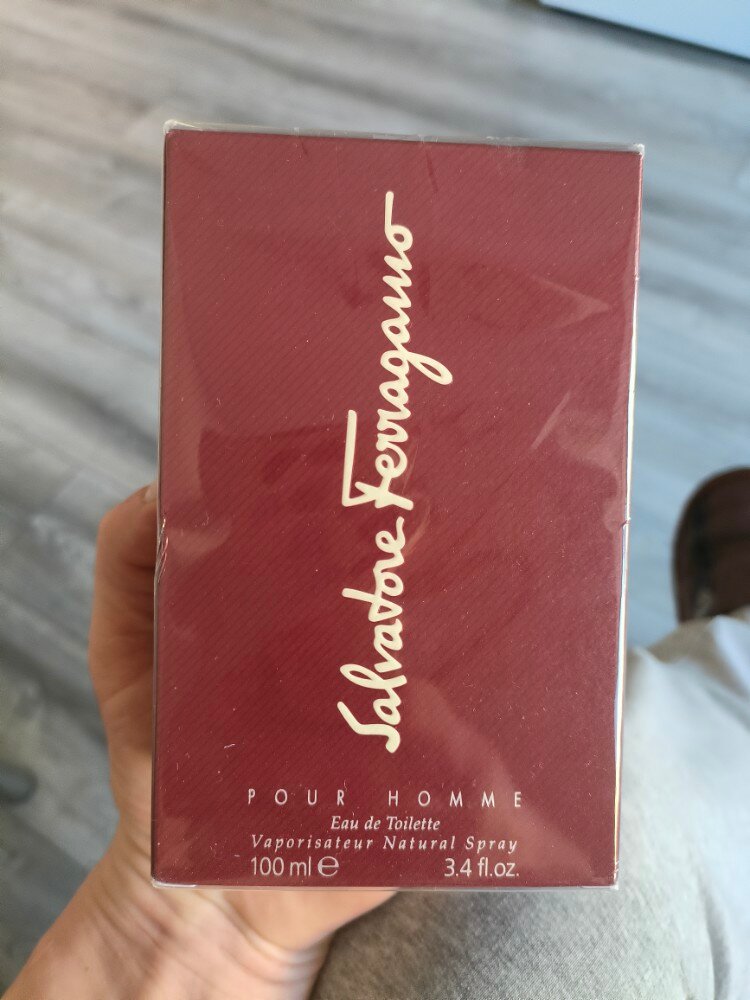 Salvatore Ferragamo
POUR HOMME
Eau de Toilette
Vaporisateur Natural Spray
100 ml ℮ 3.4 fl.oz.